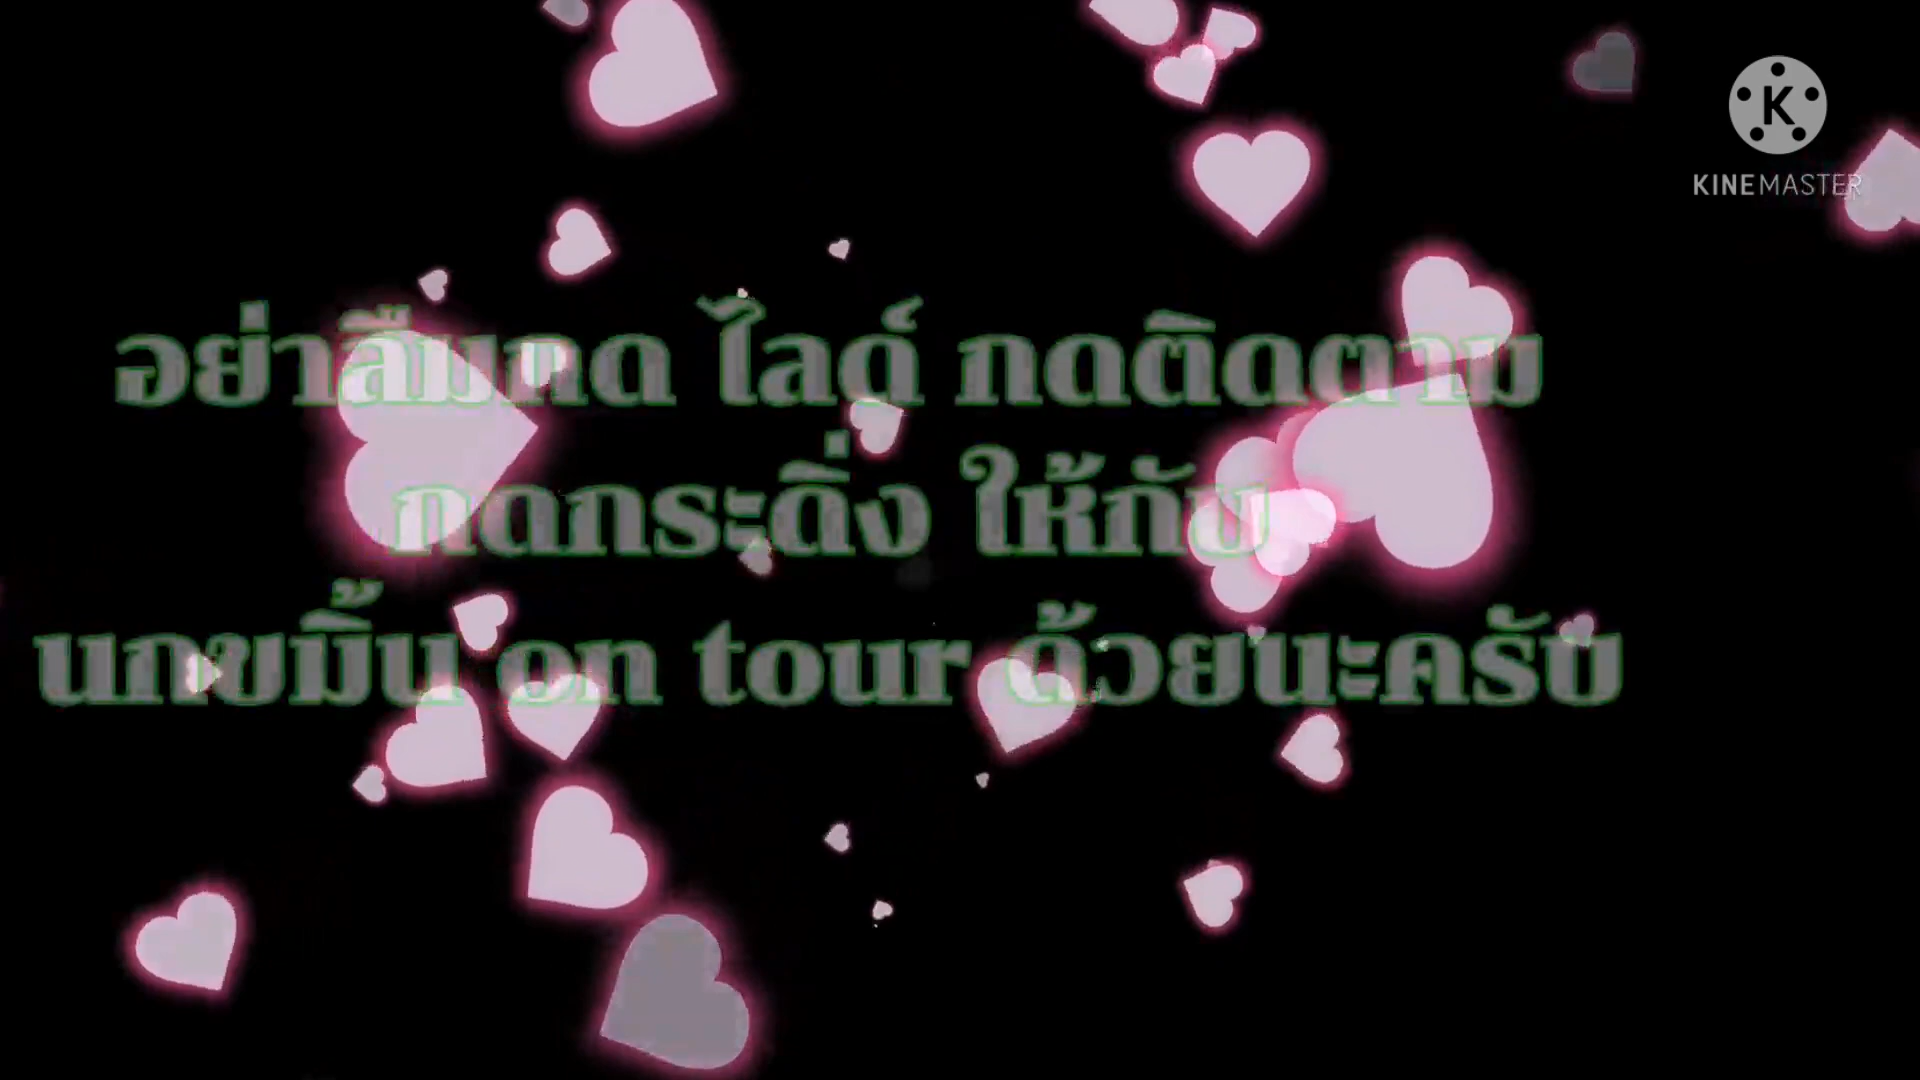 อย่าลืมกด ไลด์ กดติดตาม
กดกระดิ่ง ให้กับ
นกขมิ้น on tour ด้วยนะครับ
K
KINEMASTER